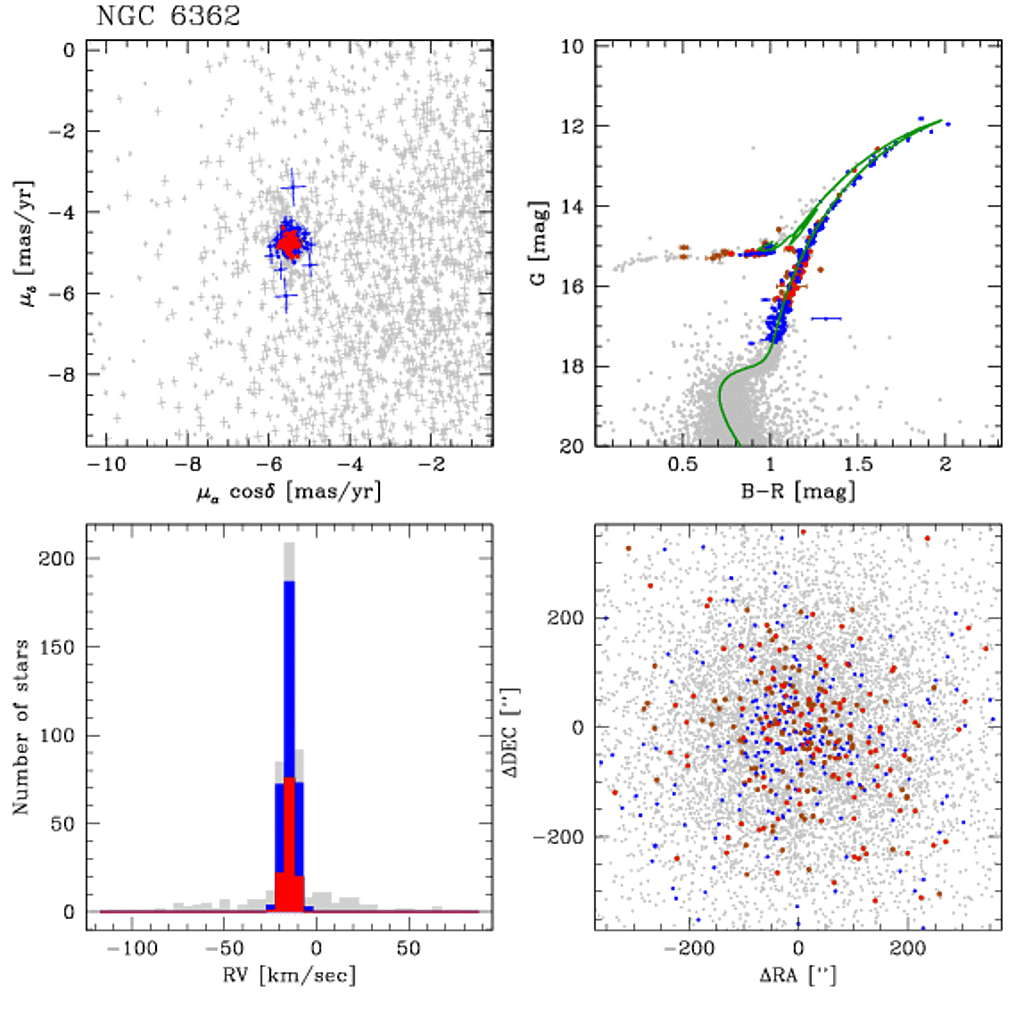 NGC 6362
0
−2
−4
−6
−8
μδ [mas/yr]
−10 −8 −6 −4 −2
μα cosδ [mas/yr]
10
12
14
16
18
20
G [mag]
0.5 1 1.5 2
B−R [mag]
200
150
100
50
0
Number of stars
−100 −50 0 50
RV [km/sec]
200
0
−200
ΔDEC ["]
−200 0 200
ΔRA ["]